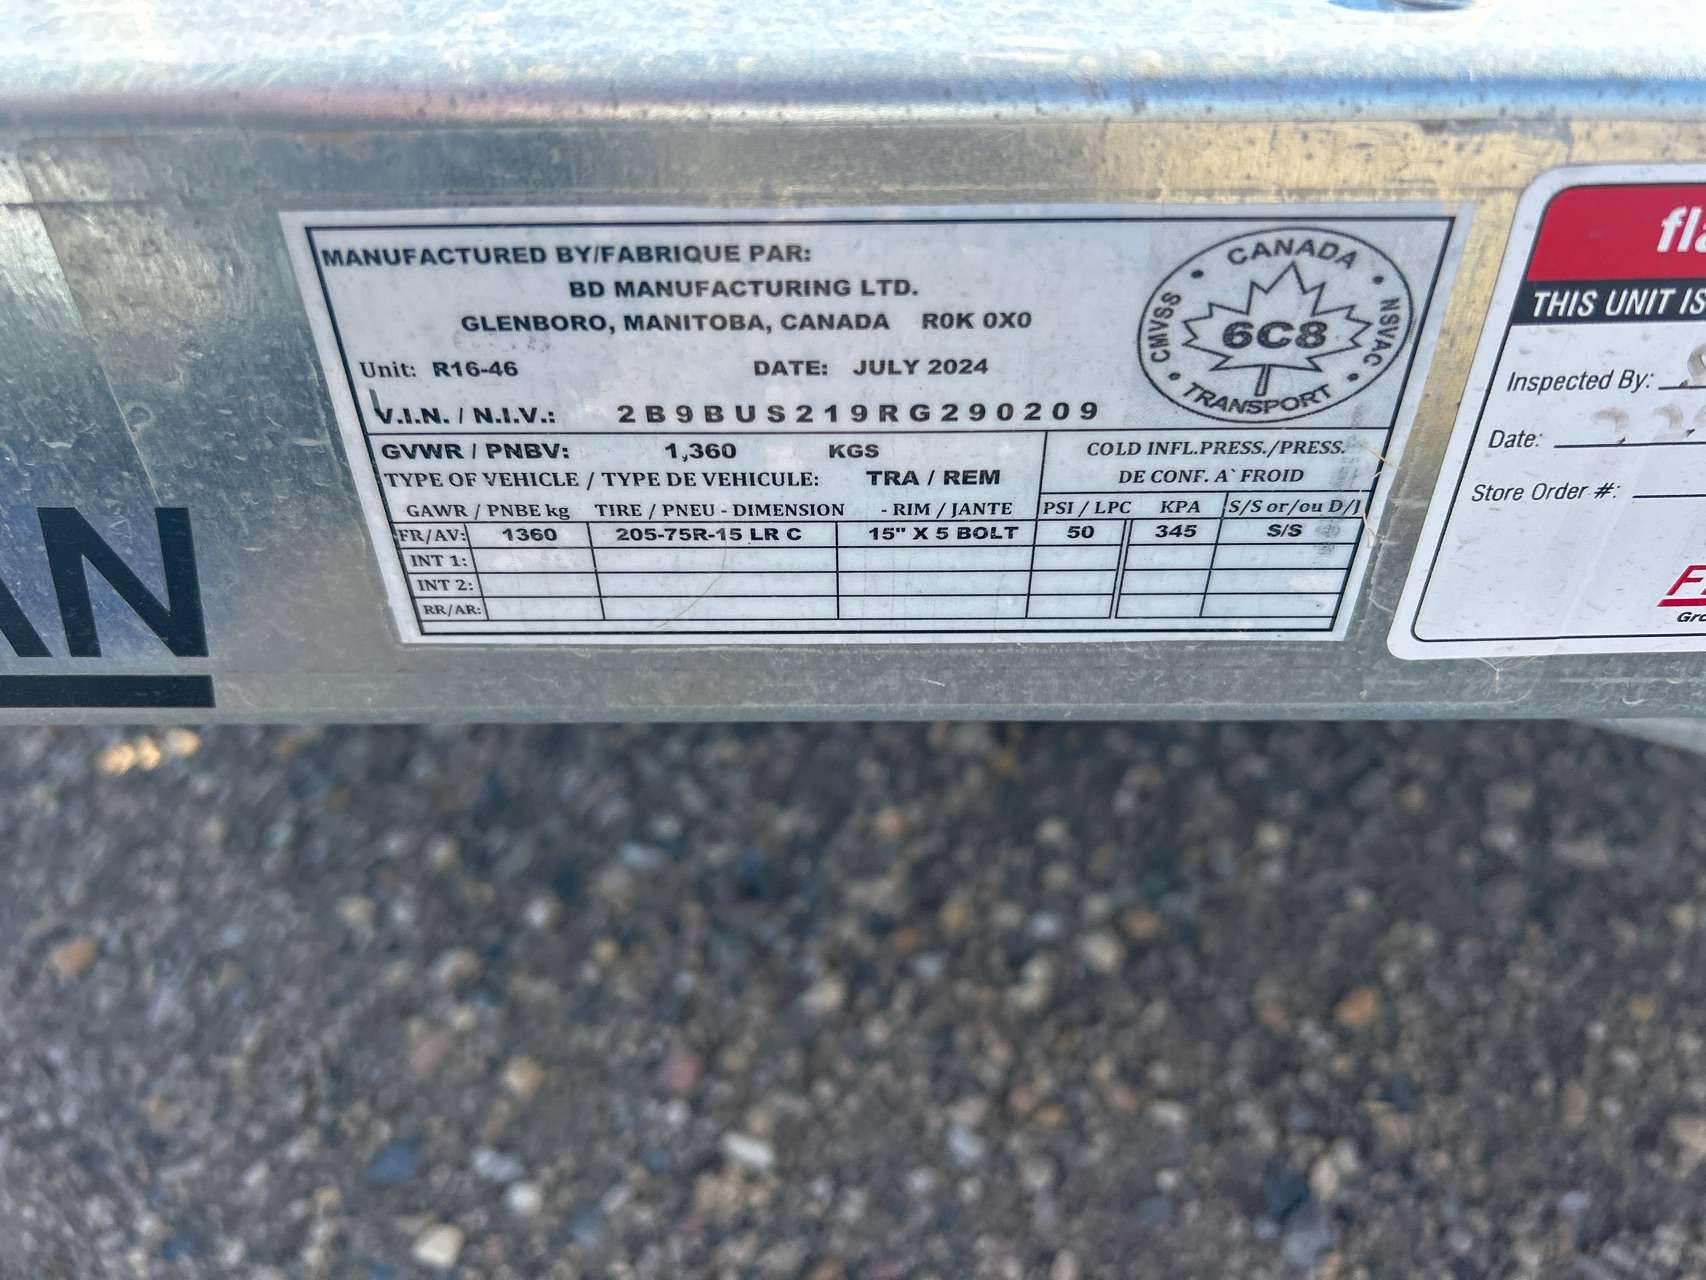 MANUFACTURED BY/FABRIQUE PAR:
BD MANUFACTURING LTD.
GLENBORO, MANITOBA, CANADA R0K 0X0
Unit: R16-46 DATE: JULY 2024
V.I.N. / N.I.V.: 2B9BUS219RG290209
CANADA
CMVSS 6C8 NSVAC
TRANSPORT
GVWR / PNBV: 1,360 KGS
COLD INFL.PRESS./PRESS.
TYPE OF VEHICLE / TYPE DE VEHICULE: TRA / REM
DE CONF. A` FROID
GAWR / PNBE kg TIRE / PNEU - DIMENSION - RIM / JANTE PSI / LPC KPA S/S or/ou D/J
FR/AV: 1360 205-75R-15 LR C 15" X 5 BOLT 50 345 S/S
INT 1:
INT 2:
RR/AR:
AN
THIS UNIT IS
Inspected By:
Date:
Store Order #: